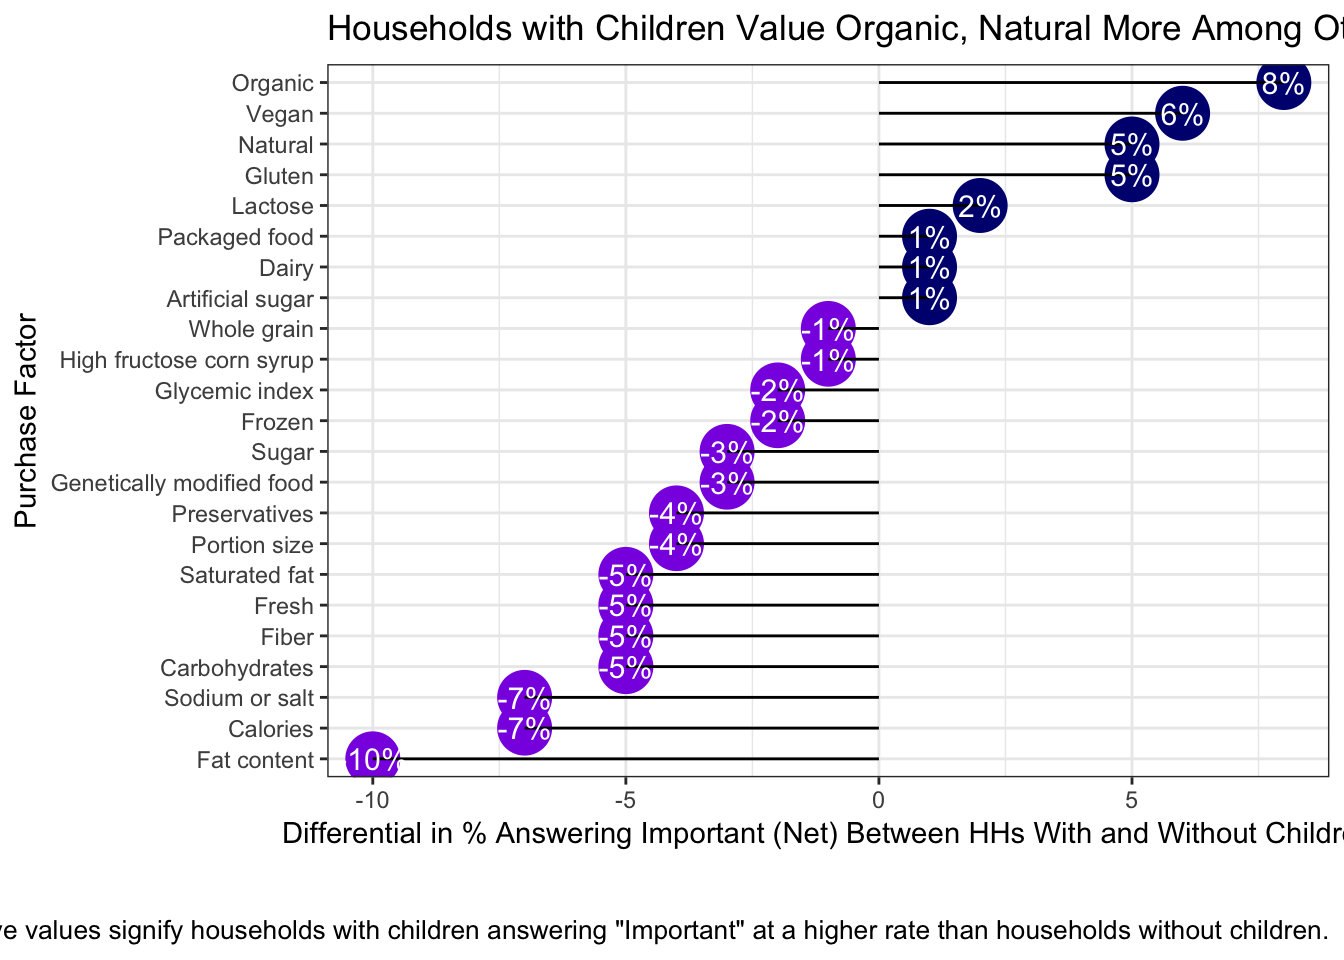 Households with Children Value Organic, Natural More Among
Purchase Factor
Organic 8%
Vegan 6%
Natural 5%
Gluten 5%
Lactose 2%
Packaged food 1%
Dairy 1%
Artificial sugar 1%
Whole grain -1%
High fructose corn syrup -1%
Glycemic index -2%
Frozen -2%
Sugar -3%
Genetically modified food -3%
Preservatives -4%
Portion size -4%
Saturated fat -5%
Fresh -5%
Fiber -5%
Carbohydrates -5%
Sodium or salt -7%
Calories -7%
Fat content 10%
-10 -5 0 5
Differential in % Answering Important (Net) Between HHs With and Without
values signify households with children answering "Important" at a higher rate than households without children.